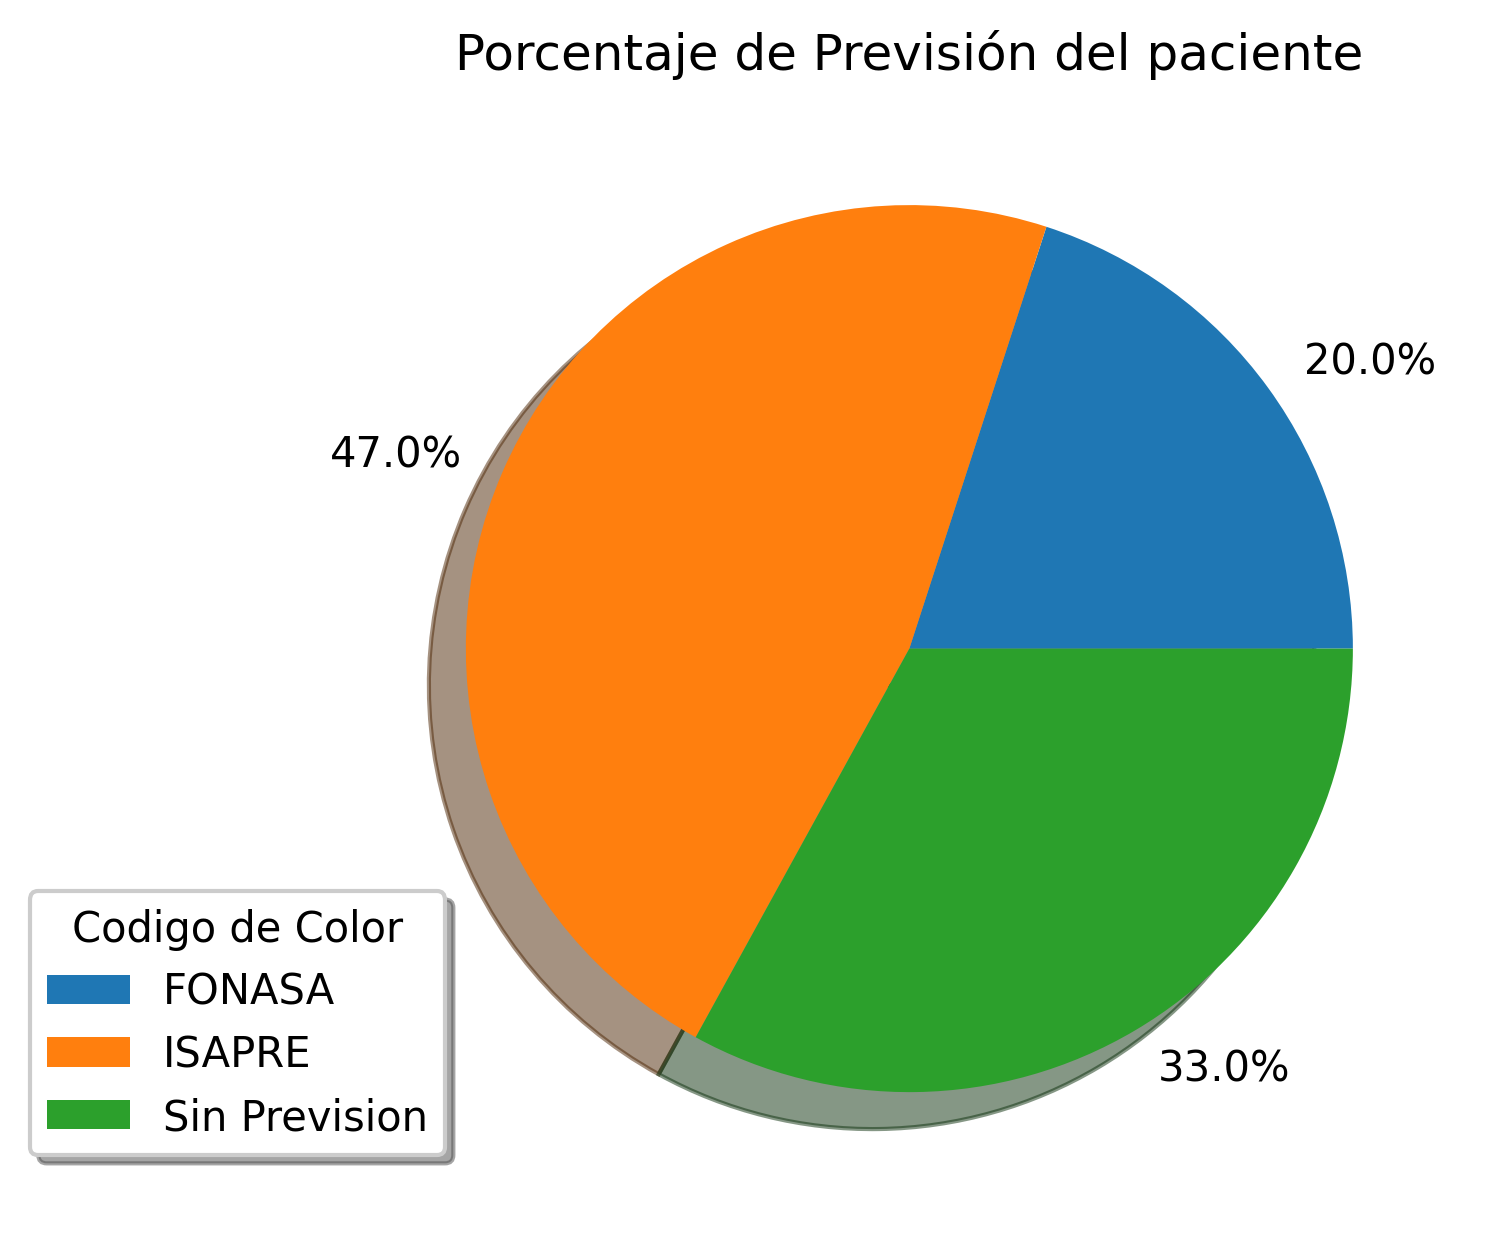 Porcentaje de Previsión del paciente
20.0%
47.0%
33.0%
Codigo de Color
FONASA
ISAPRE
Sin Prevision